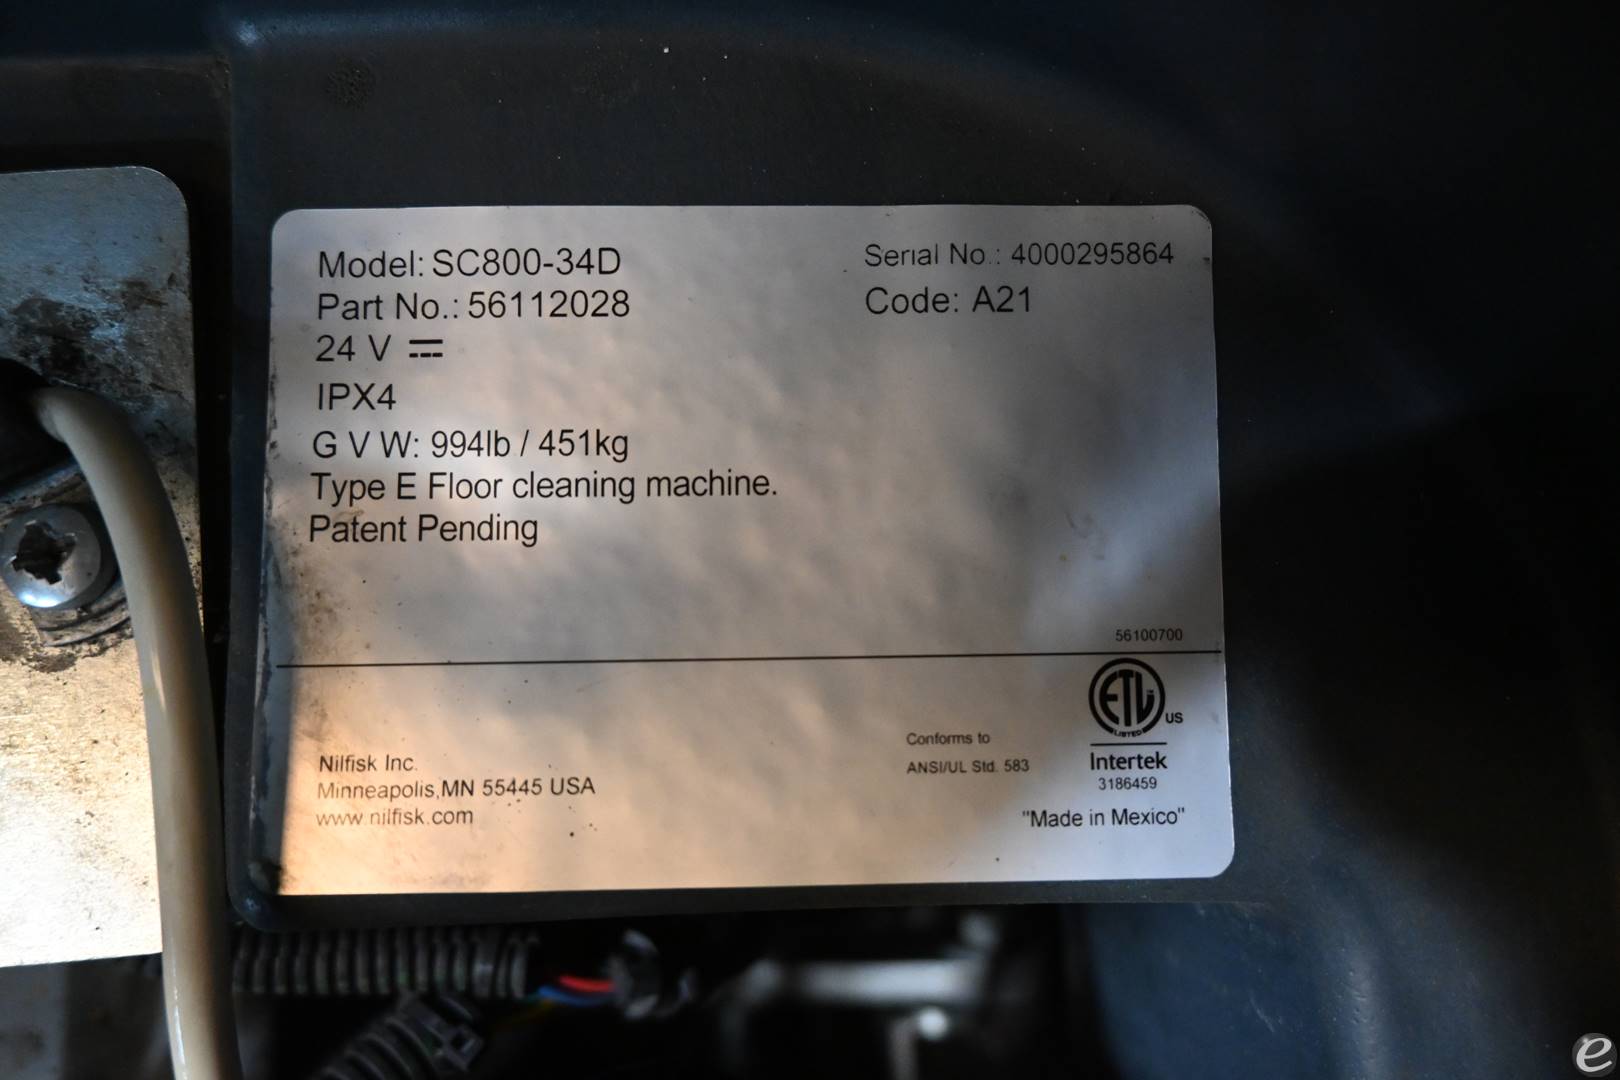 Model: SC800-34D
Serial No.: 4000295864
Part No.: 56112028
Code: A21
24 V
IPX4
G V W: 994lb / 451kg
Type E Floor cleaning machine.
Patent Pending
56100700
ETL
LISTED
US
Intertek
3186459
Conforms to
ANSI/UL Std. 583
Nilfisk Inc.
Minneapolis,MN 55445 USA
www.nilfisk.com
"Made in Mexico"
e